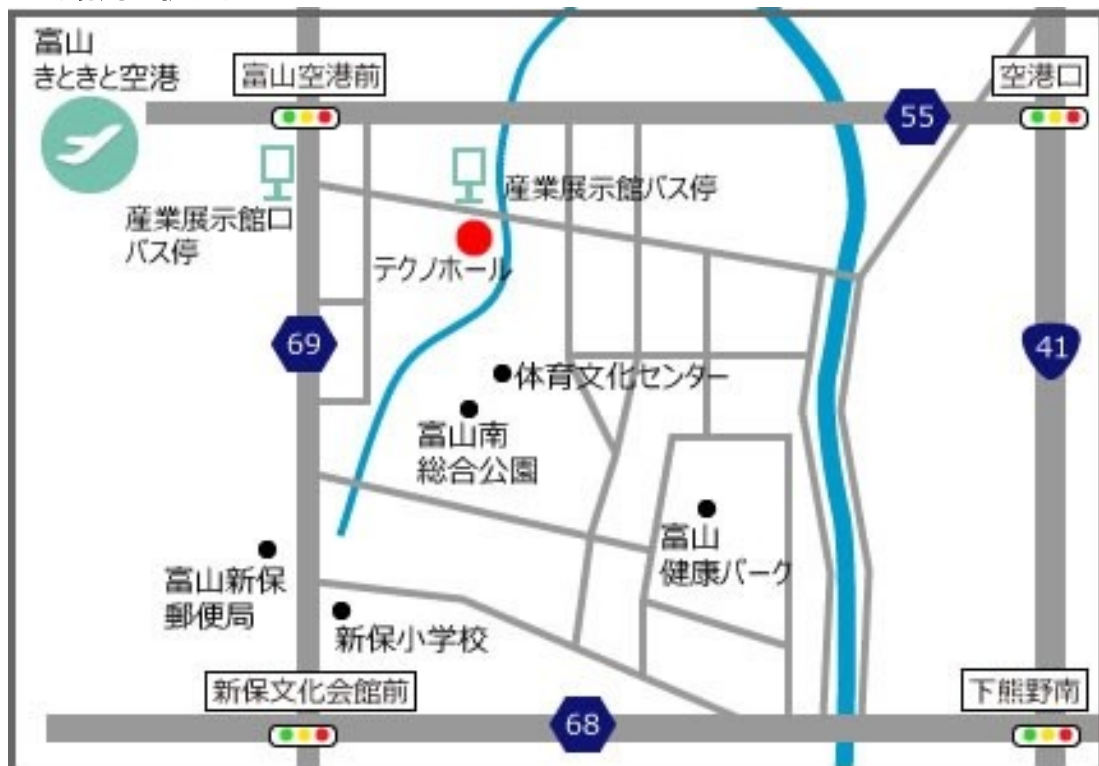 富山
きときと空港
富山空港前
空港口
55
産業展示館口
バス停
産業展示館バス停
テクノホール
69
41
体育文化センター
富山南
総合公園
富山
健康パーク
富山新保
郵便局
新保小学校
新保文化会館前
下熊野南
68